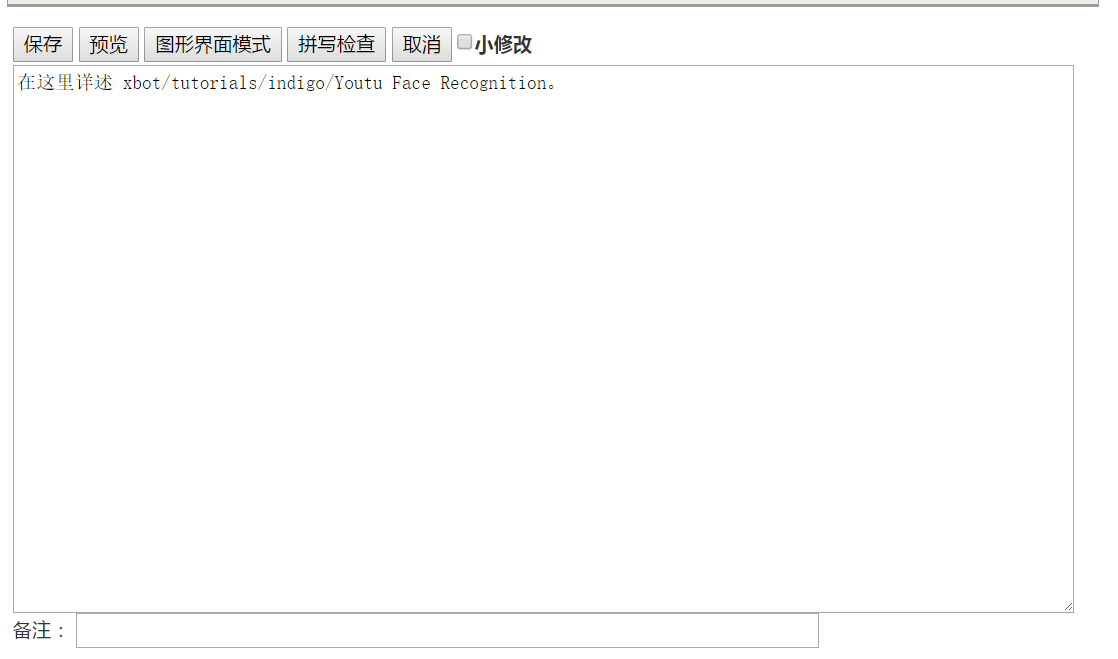 保存 预览 图形界面模式 拼写检查 取消 小修改
在这里详述 xbot/tutorials/indigo/Youtu Face Recognition。
备注：